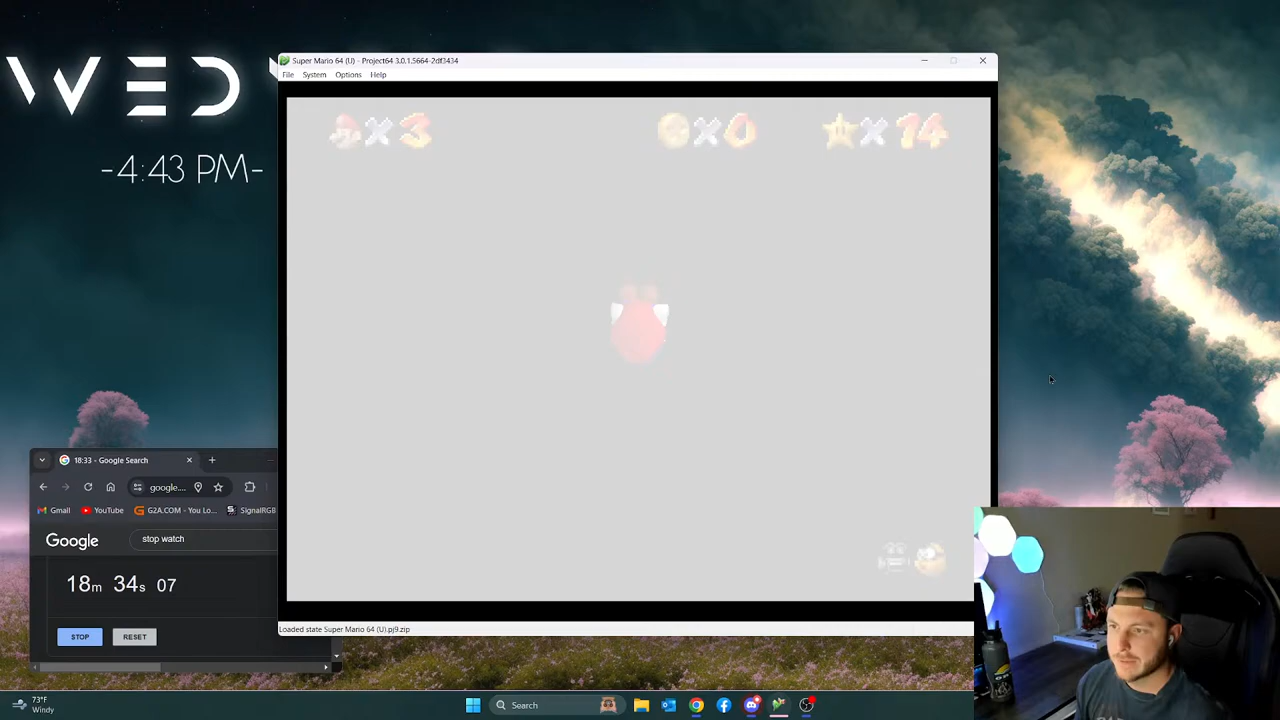 WED
-4:43 PM-
Super Mario 64 (U) - Project64 3.0.1.5664-2df3434
File System Options Help
×3
×0
×14
18:33 - Google Search
google....
Gmail
YouTube
G2A.COM - You Lo...
SignalRGB
Google
stop watch
18m 34s 07
STOP
RESET
Loaded state Super Mario 64 (U).pj9.zip
73°F
Windy
Search